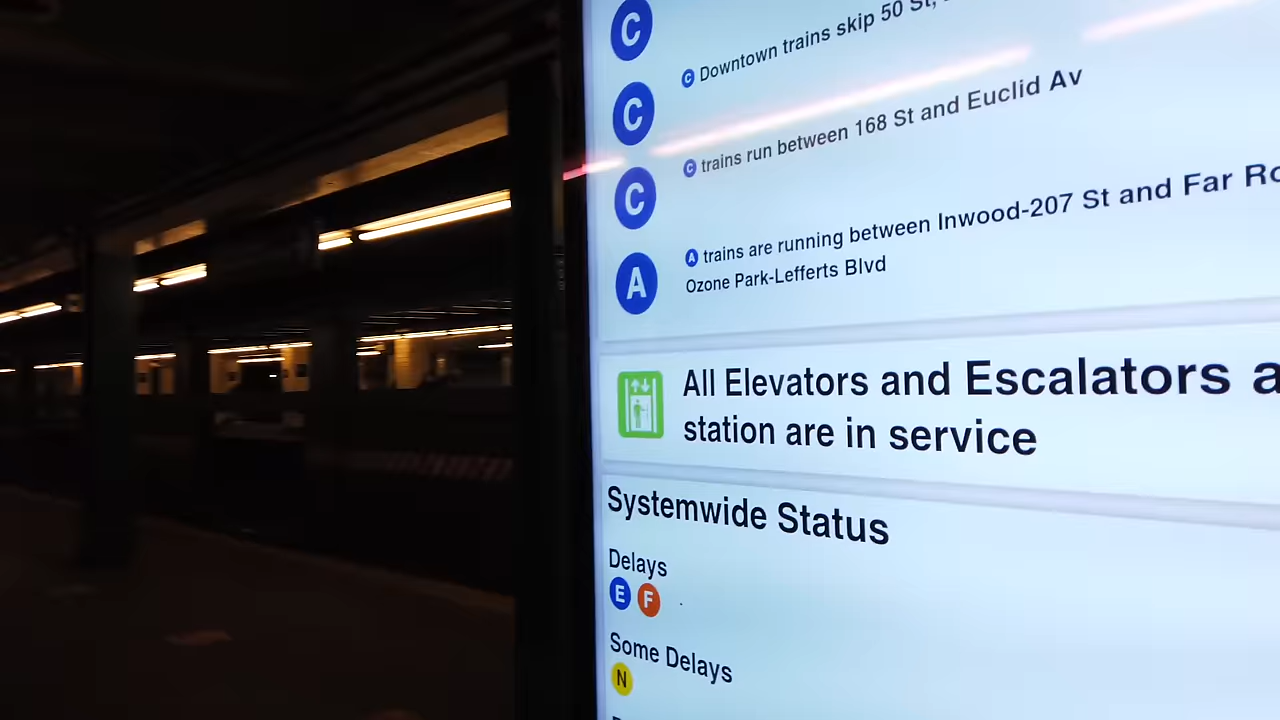 C
C Downtown trains skip 50 St,
C
C trains run between 168 St and Euclid Av
C
A trains are running between Inwood-207 St and Far
A
Ozone Park-Lefferts Blvd
All Elevators and Escalators
station are in service
Systemwide Status
Delays
E F
Some Delays
N